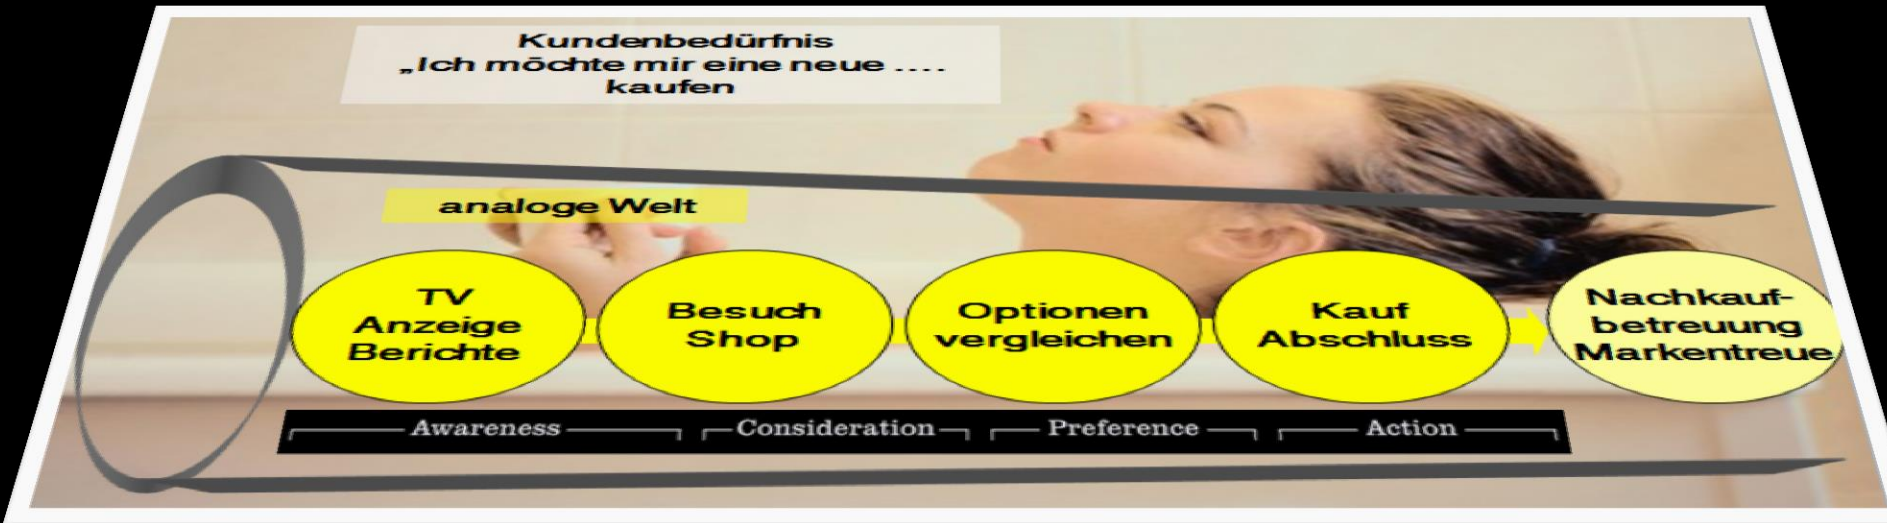 Kundenbedürfnis
„Ich möchte mir eine neue ....
kaufen
analoge Welt
TV
Anzeige
Berichte
Besuch
Shop
Optionen
vergleichen
Kauf
Abschluss
Nachkauf-
betreuung
Markentreue
Awareness
Consideration
Preference
Action